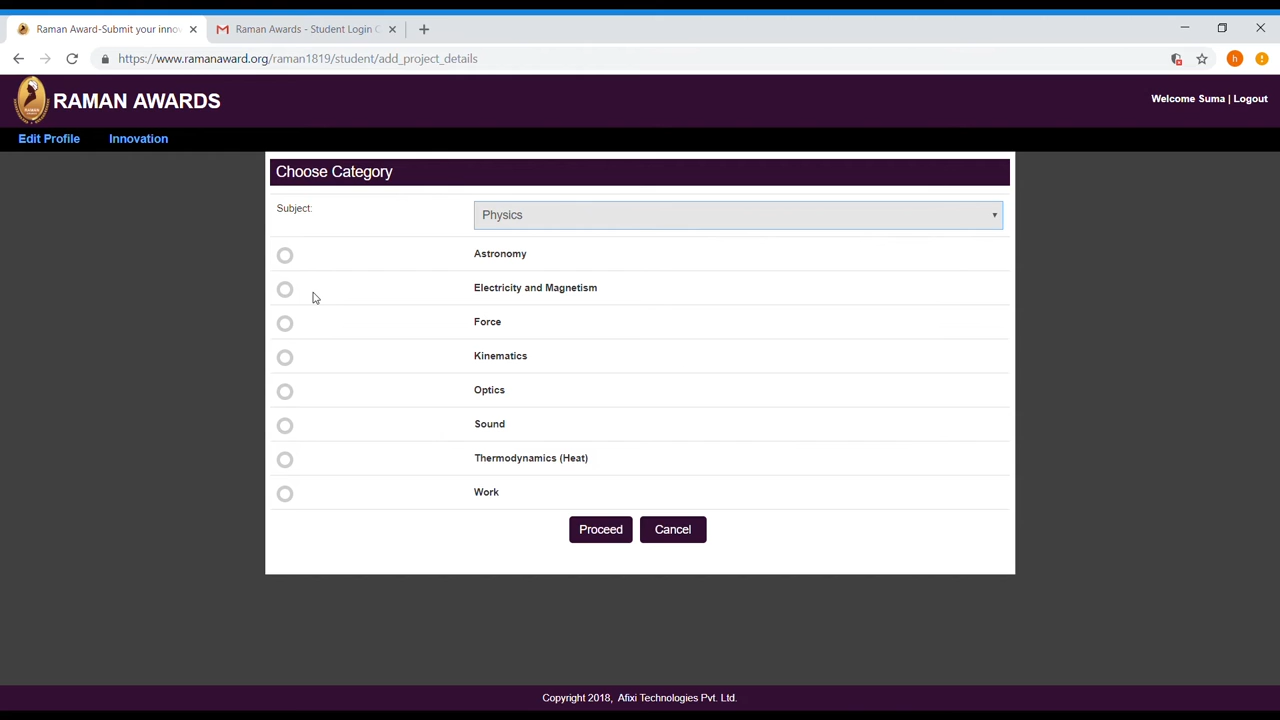 Raman Award-Submit your inno
Raman Awards - Student Login
https://www.ramanaward.org/raman1819/student/add_project_details
h
RAMAN AWARDS
Welcome Suma | Logout
Edit Profile
Innovation
Choose Category
Subject:
Physics
Astronomy
Electricity and Magnetism
Force
Kinematics
Optics
Sound
Thermodynamics (Heat)
Work
Proceed
Cancel
Copyright 2018, Afixi Technologies Pvt. Ltd.